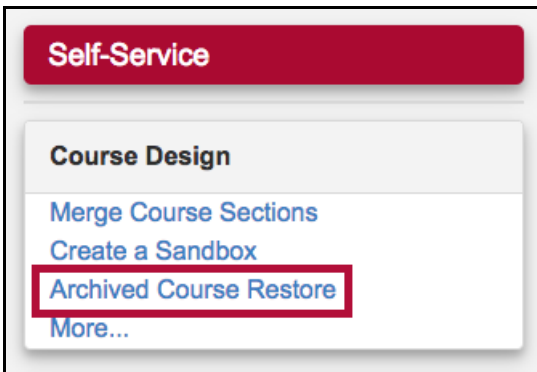 Self-Service
Course Design
Merge Course Sections
Create a Sandbox
Archived Course Restore
More...